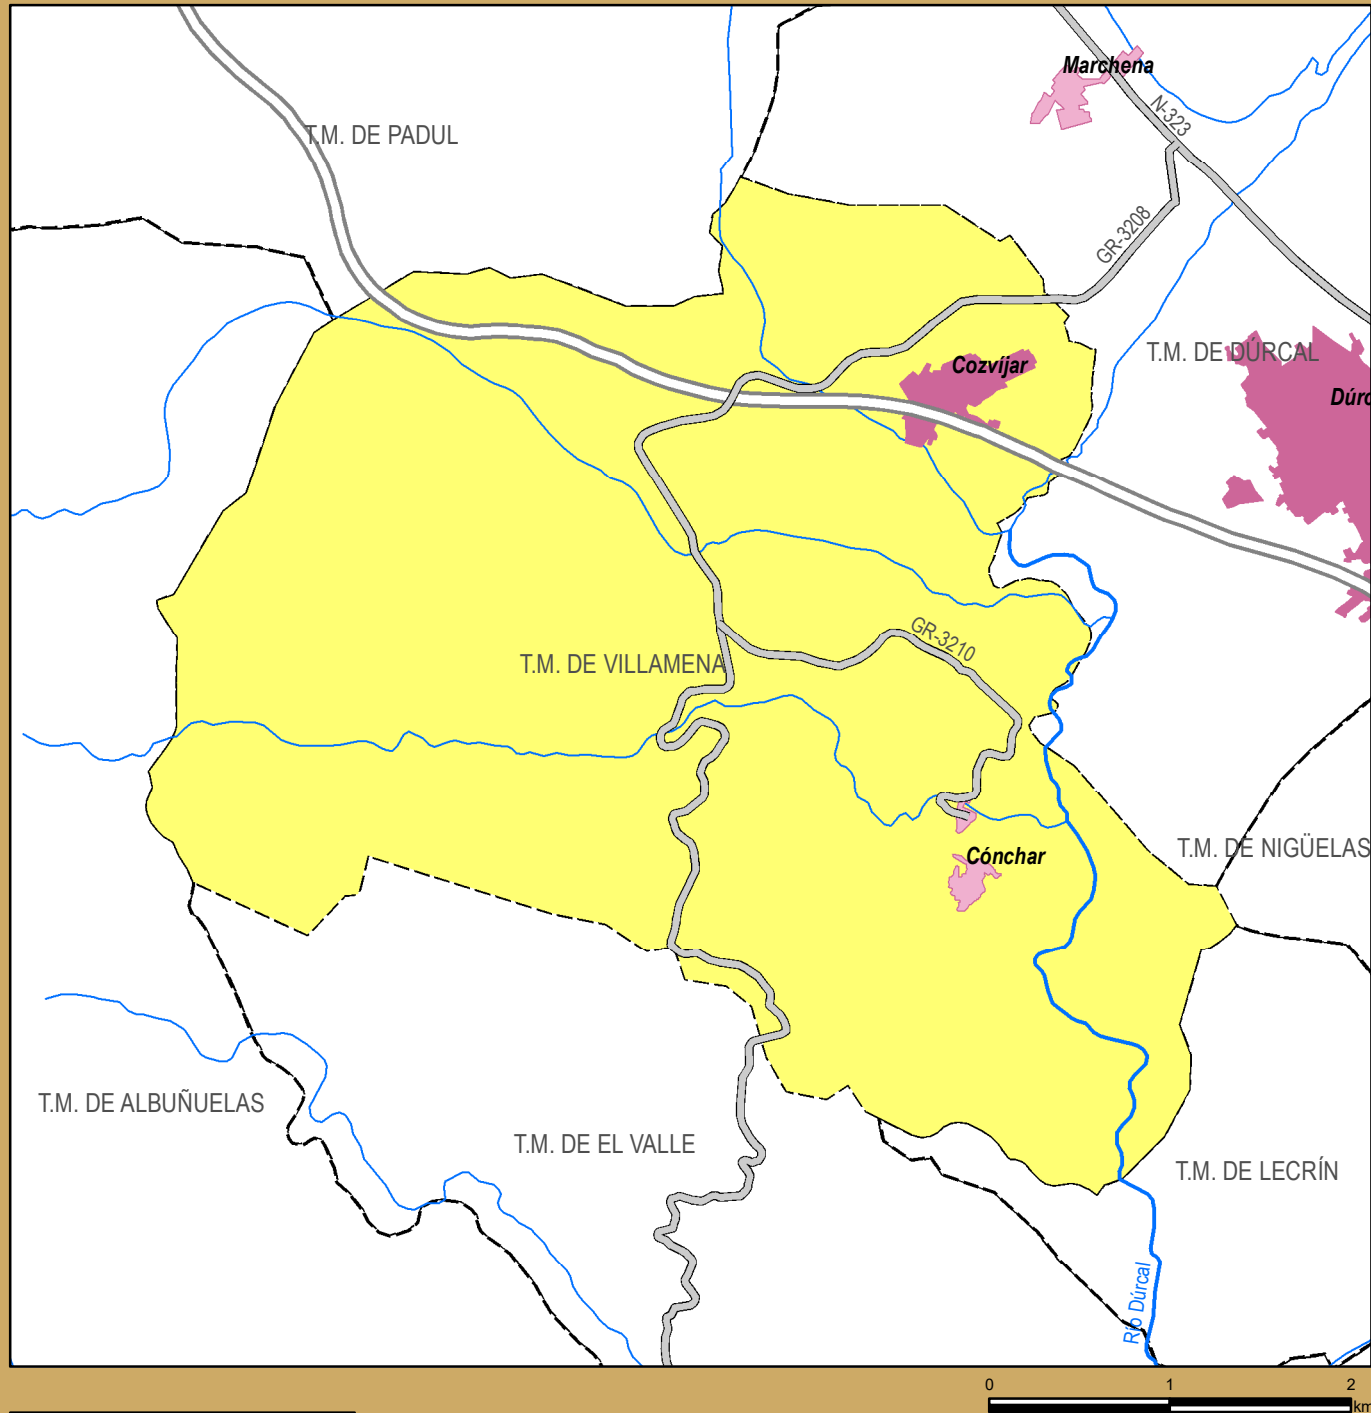 Marchena
N-323
T.M. DE PADUL
GR-3208
T.M. DE DÚRCAL
Cozvíjar
Dúrc
GR-3210
T.M. DE VILLAMENA
T.M. DE NIGÜELAS
Cónchar
T.M. DE ALBUÑUELAS
T.M. DE EL VALLE
T.M. DE LECRÍN
Río Dúrcal
0 1 2
km